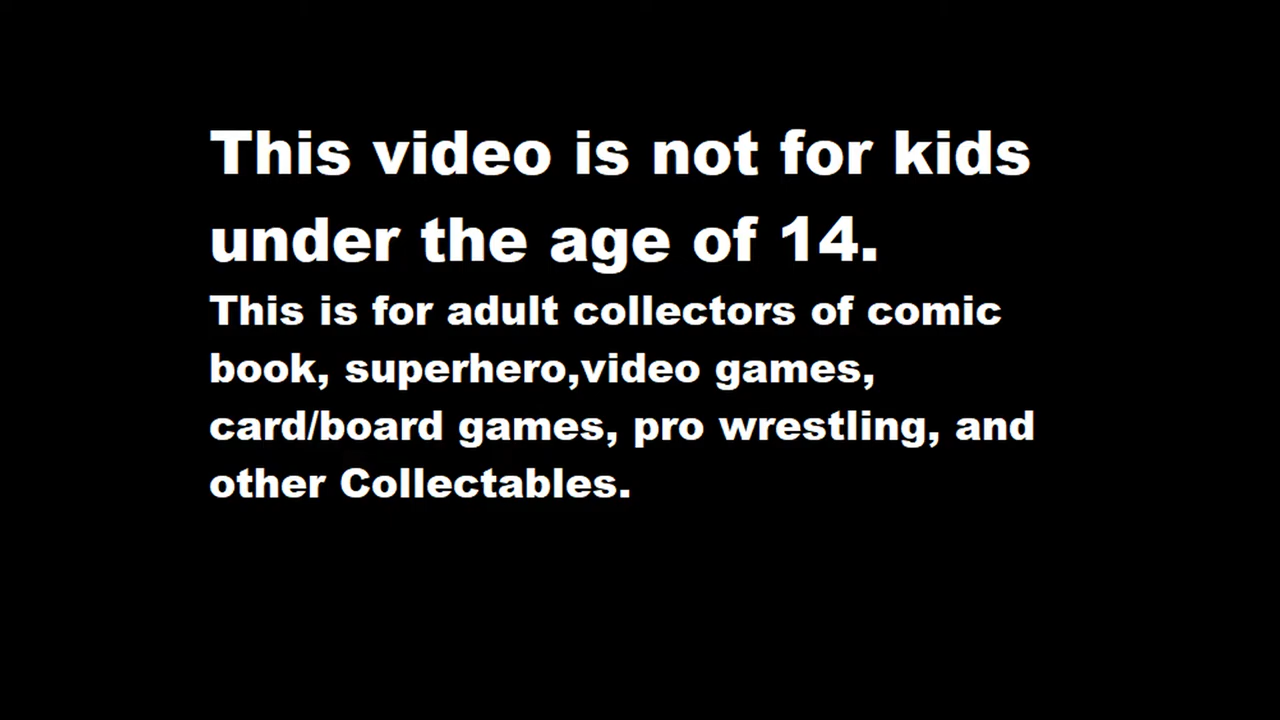 This video is not for kids
under the age of 14.
This is for adult collectors of comic
book, superhero,video games,
card/board games, pro wrestling, and
other Collectables.